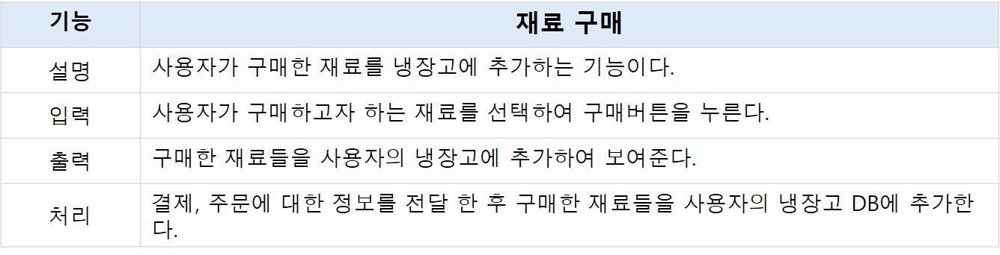 기능 재료 구매
설명 사용자가 구매한 재료를 냉장고에 추가하는 기능이다.
입력 사용자가 구매하고자 하는 재료를 선택하여 구매버튼을 누른다.
출력 구매한 재료들을 사용자의 냉장고에 추가하여 보여준다.
처리 결제, 주문에 대한 정보를 전달 한 후 구매한 재료들을 사용자의 냉장고 DB에 추가한
다.